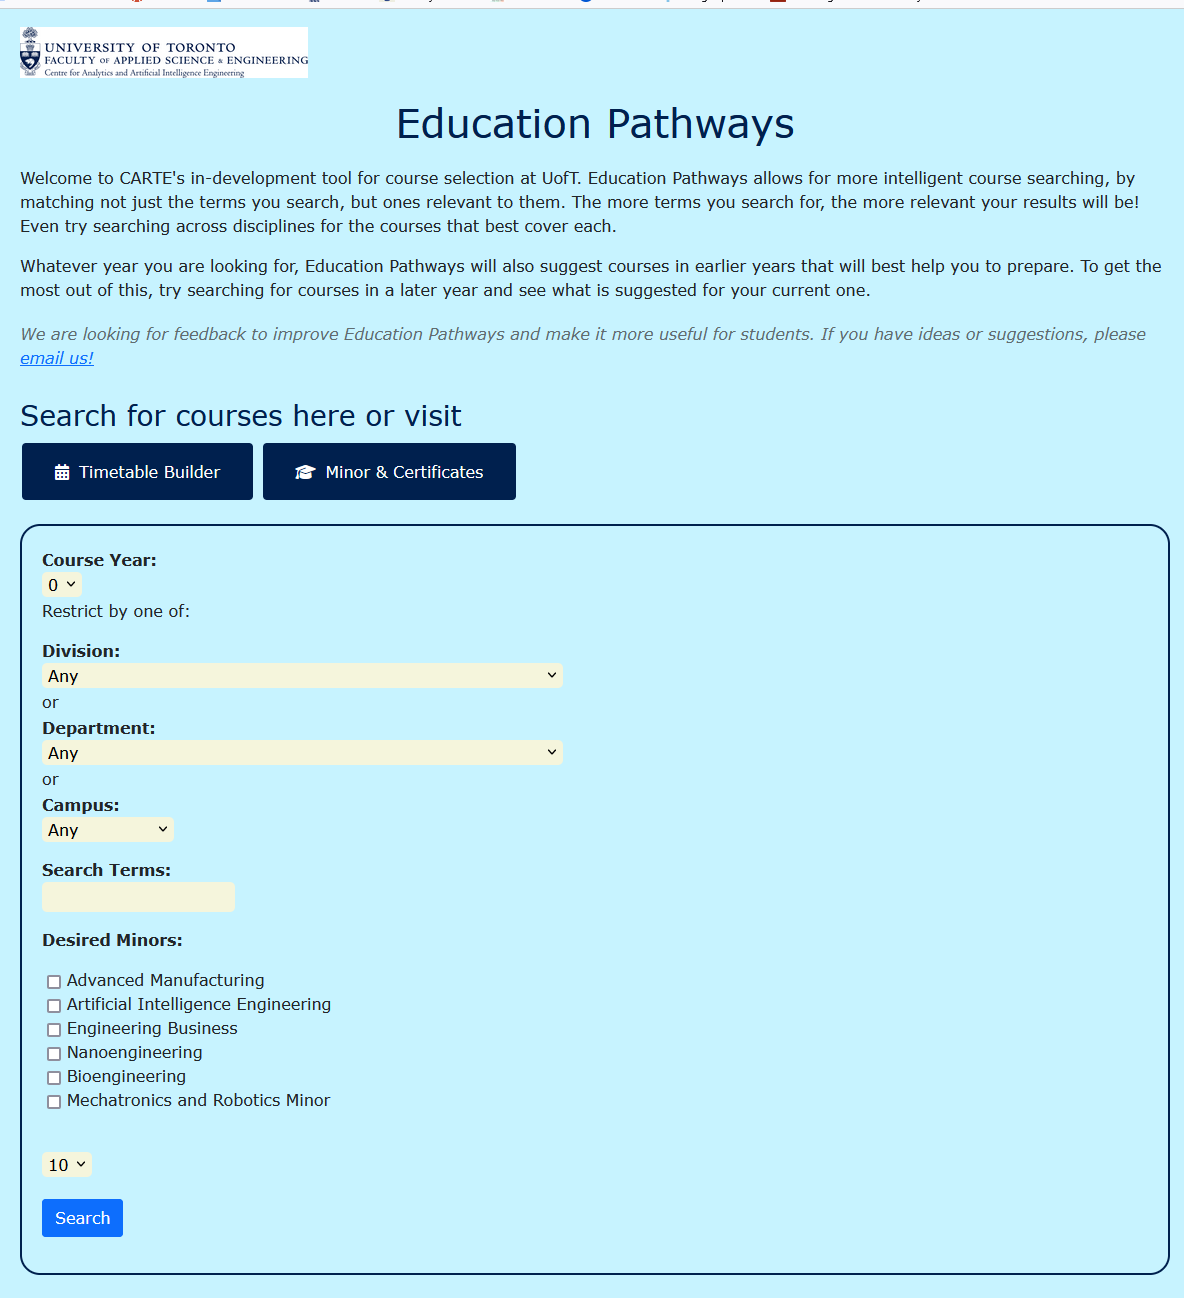 UNIVERSITY OF TORONTO
FACULTY OF APPLIED SCIENCE & ENGINEERING
Centre for Analytics and Artificial Intelligence Engineering
Education Pathways
Welcome to CARTE's in-development tool for course selection at UofT. Education Pathways allows for more intelligent course searching, by
matching not just the terms you search, but ones relevant to them. The more terms you search for, the more relevant your results will be!
Even try searching across disciplines for the courses that best cover each.
Whatever year you are looking for, Education Pathways will also suggest courses in earlier years that will best help you to prepare. To get the
most out of this, try searching for courses in a later year and see what is suggested for your current one.
We are looking for feedback to improve Education Pathways and make it more useful for students. If you have ideas or suggestions, please
email us!
Search for courses here or visit
Timetable Builder Minor & Certificates
Course Year:
0
Restrict by one of:
Division:
Any
or
Department:
Any
or
Campus:
Any
Search Terms:
Desired Minors:
Advanced Manufacturing
Artificial Intelligence Engineering
Engineering Business
Nanoengineering
Bioengineering
Mechatronics and Robotics Minor
10
Search